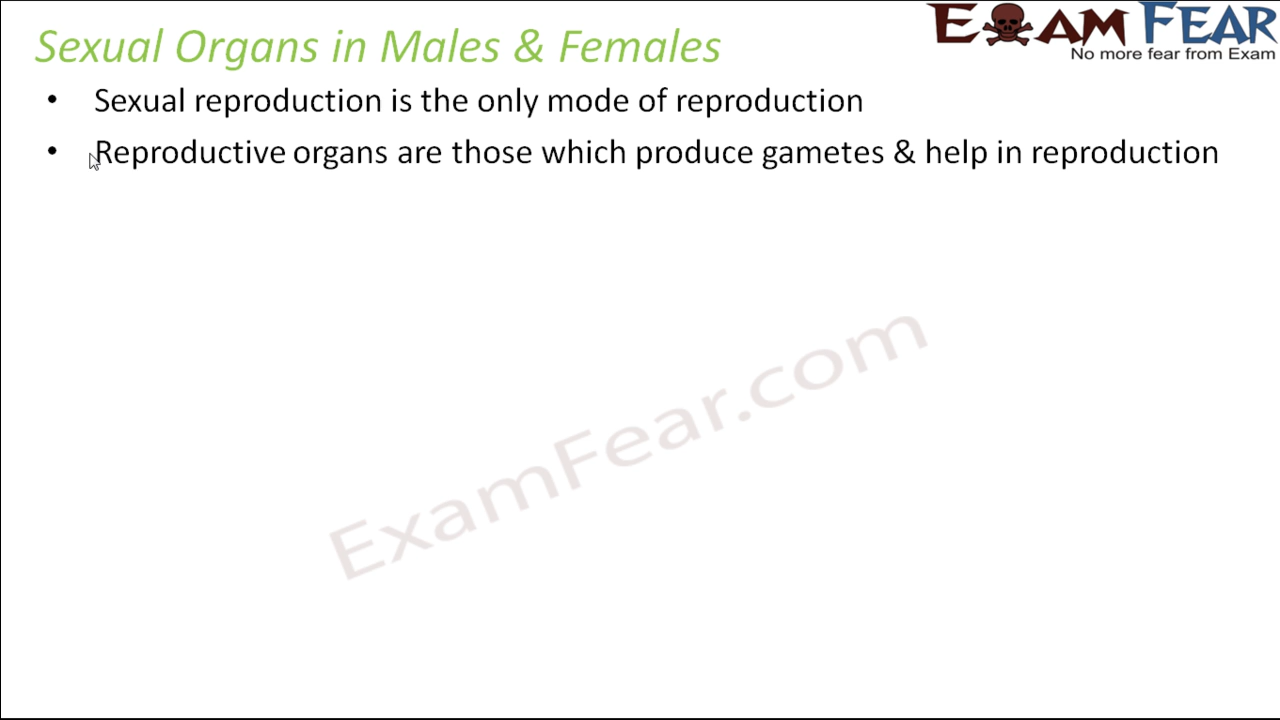 Sexual Organs in Males & Females
EXAM FEAR
No more fear from Exam
• Sexual reproduction is the only mode of reproduction
• Reproductive organs are those which produce gametes & help in reproduction
ExamFear.com